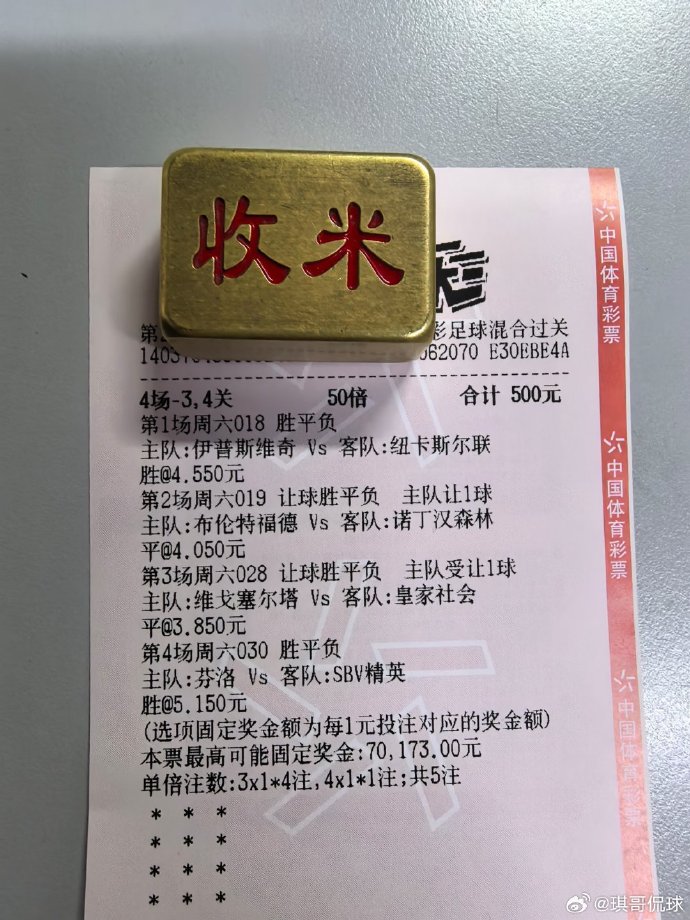 收米
第2
彩足球混合过关
062070 E30EBE4A
4场-3,4关 50倍 合计 500元
第1场周六018 胜平负
主队:伊普斯维奇 Vs 客队:纽卡斯尔联
胜@4.550元
第2场周六019 让球胜平负 主队让1球
主队:布伦特福德 Vs 客队:诺丁汉森林
平@4.050元
第3场周六028 让球胜平负 主队受让1球
主队:维戈塞尔塔 Vs 客队:皇家社会
平@3.850元
第4场周六030 胜平负
主队:芬洛 Vs 客队:SBV精英
胜@5.150元
(选项固定奖金额为每1元投注对应的奖金额)
本票最高可能固定奖金:70,173.00元
单倍注数:3x1*4注,4x1*1注;共5注
* * *
* * *
* * *
* * *
中国体育彩票
中国体育彩票
中国体育彩票
@琪哥侃球